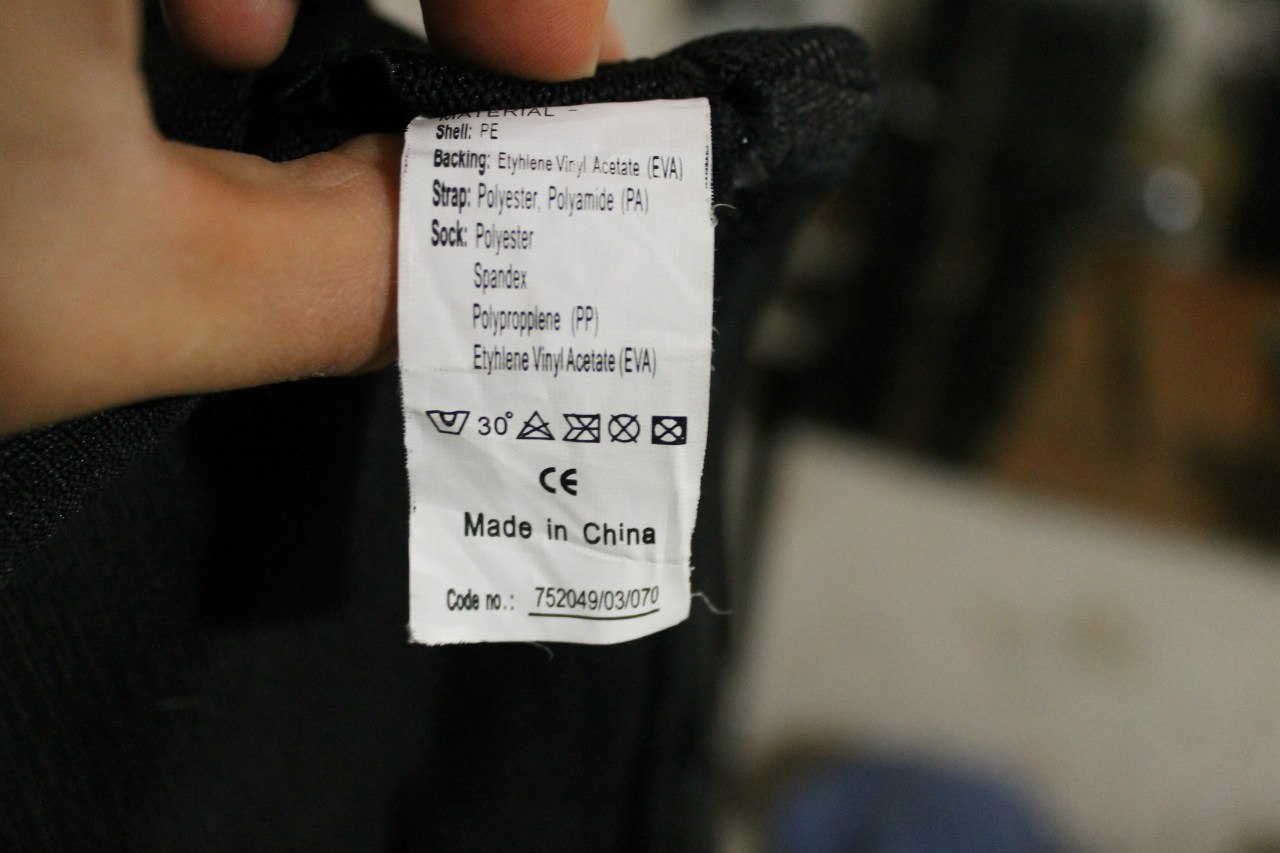 MATERIAL -
Shell: PE
Backing: Etyhlene Vinyl Acetate (EVA)
Strap: Polyester, Polyamide (PA)
Sock: Polyester
Spandex
Polypropplene (PP)
Etyhlene Vinyl Acetate (EVA)
30°
CE
Made in China
Code no.: 752049/03/070